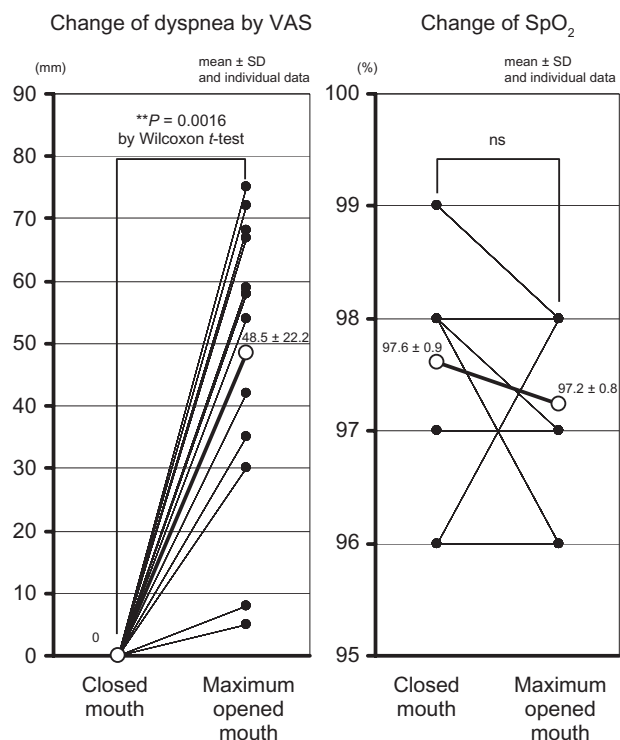 Change of dyspnea by VAS
(mm)
mean ± SD
and individual data
90
80
70
60
50
40
30
20
10
0
**P = 0.0016
by Wilcoxon t-test
48.5 ± 22.2
0
Closed
mouth
Maximum
opened
mouth
Change of SpO₂
(%)
mean ± SD
and individual data
100
99
98
97
96
95
ns
97.6 ± 0.9
97.2 ± 0.8
Closed
mouth
Maximum
opened
mouth